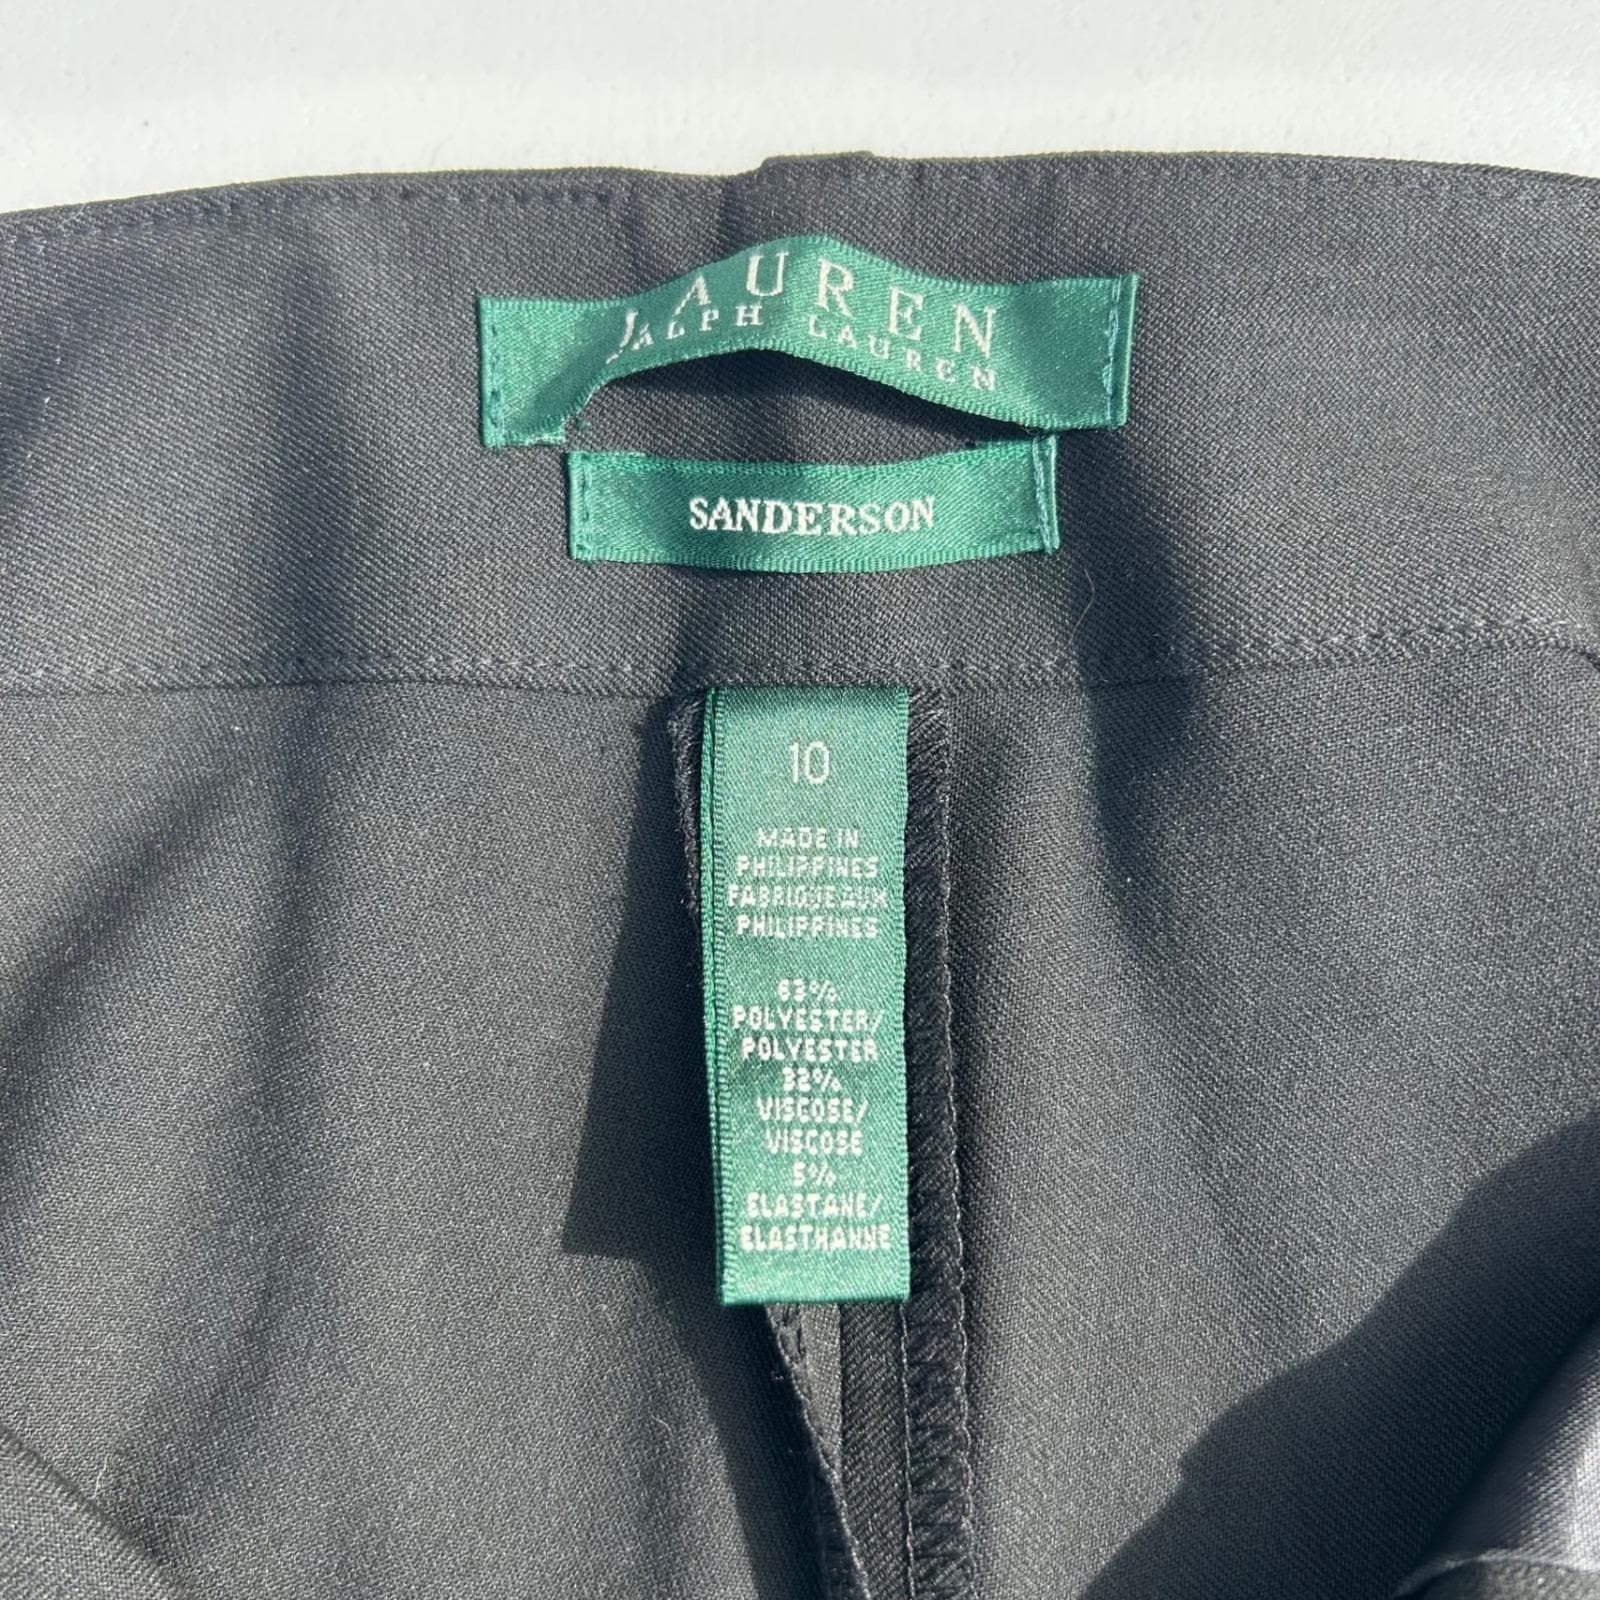 LAUREN
RALPH LAUREN
SANDERSON
10
MADE IN
PHILIPPINES
FABRIQUE AUX
PHILIPPINES
63%
POLYESTER/
POLYESTER
32%
VISCOSE/
VISCOSE
5%
ELASTANE/
ELASTHANNE